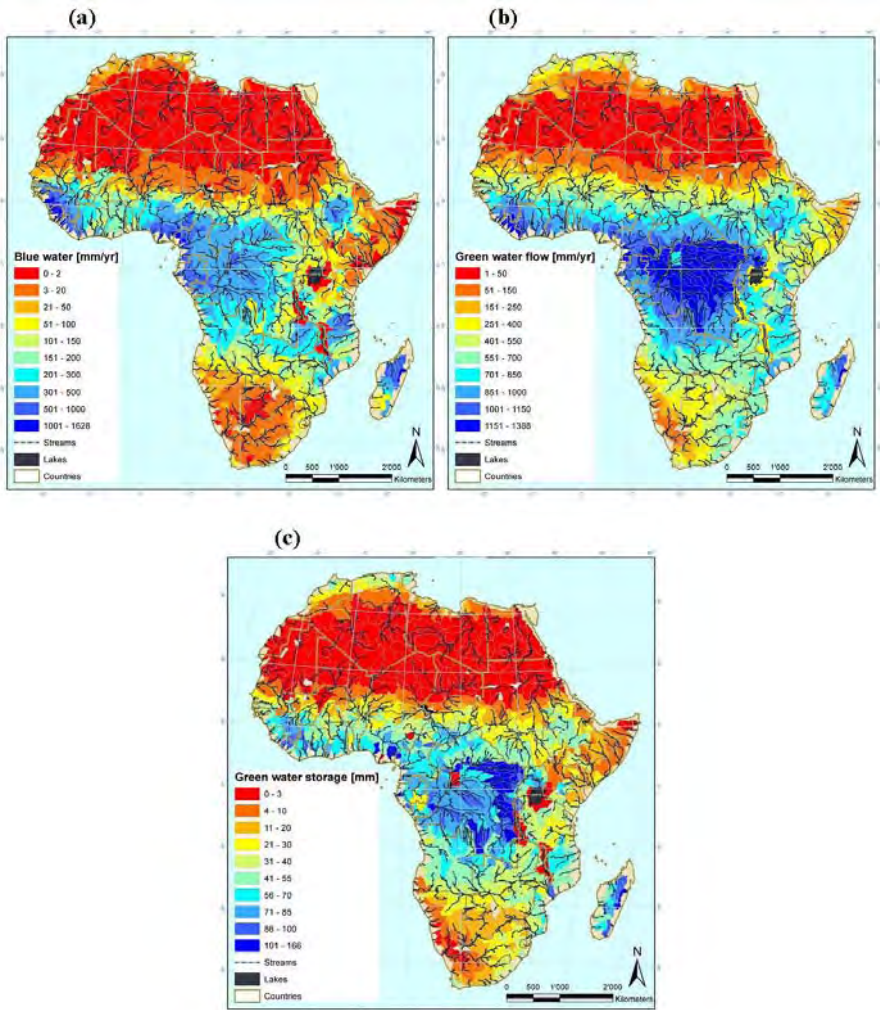 (a)
Blue water [mm/yr]
0 - 2
3 - 20
21 - 50
51 - 100
101 - 150
151 - 200
201 - 300
301 - 500
501 - 1000
1001 - 1628
Streams
Lakes
Countries
N
0 500 1'000 2'000
Kilometers
(b)
Green water flow [mm/yr]
1 - 50
51 - 150
151 - 250
251 - 400
401 - 550
551 - 700
701 - 850
851 - 1000
1001 - 1150
1151 - 1388
Streams
Lakes
Countries
N
0 500 1'000 2'000
Kilometers
(c)
Green water storage [mm]
0 - 3
4 - 10
11 - 20
21 - 30
31 - 40
41 - 55
56 - 70
71 - 85
86 - 100
101 - 166
Streams
Lakes
Countries
N
0 500 1'000 2'000
Kilometers